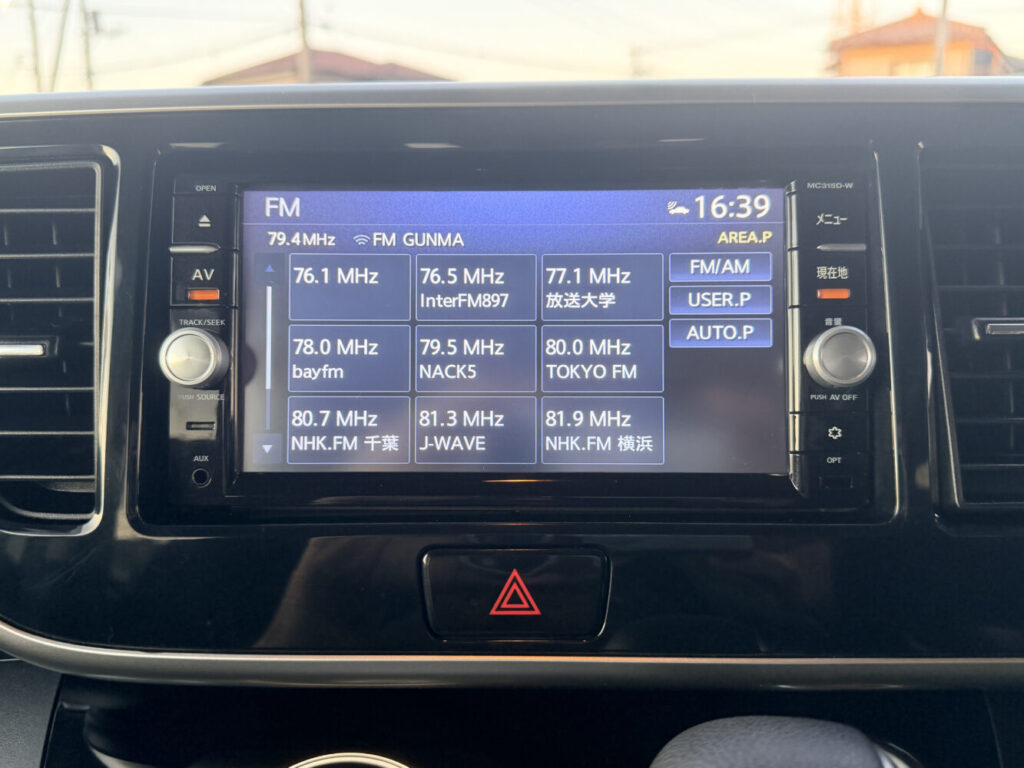 OPEN
MC315D-W
FM
16:39
メニュー
79.4MHz FM GUNMA
AREA.P
AV
76.1 MHz
76.5 MHz
InterFM897
77.1 MHz
放送大学
FM/AM
現在地
USER.P
TRACK/SEEK
音量
78.0 MHz
bayfm
79.5 MHz
NACK5
80.0 MHz
TOKYO FM
AUTO.P
PUSH SOURCE
PUSH AV OFF
80.7 MHz
NHK.FM 千葉
81.3 MHz
J-WAVE
81.9 MHz
NHK.FM 横浜
AUX
OPT